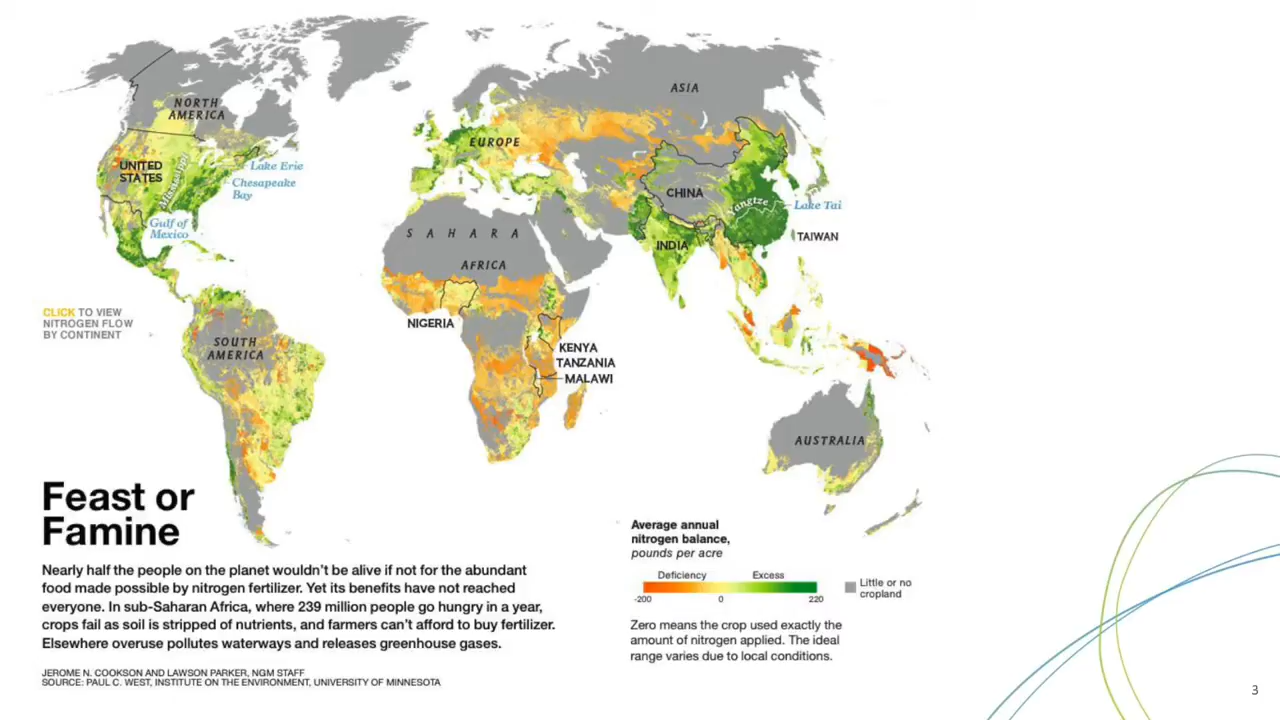 ASIA
NORTH
AMERICA
EUROPE
UNITED
STATES
Mississippi
Lake Erie
Chesapeake
Bay
CHINA
Yangtze
Lake Tai
Gulf of
Mexico
SAHARA
INDIA
TAIWAN
AFRICA
CLICK TO VIEW
NITROGEN FLOW
BY CONTINENT
NIGERIA
SOUTH
AMERICA
KENYA
TANZANIA
MALAWI
AUSTRALIA
Feast or
Famine
Nearly half the people on the planet wouldn't be alive if not for the abundant
food made possible by nitrogen fertilizer. Yet its benefits have not reached
everyone. In sub-Saharan Africa, where 239 million people go hungry in a year,
crops fail as soil is stripped of nutrients, and farmers can't afford to buy fertilizer.
Elsewhere overuse pollutes waterways and releases greenhouse gases.
JEROME N. COOKSON AND LAWSON PARKER, NGM STAFF
SOURCE: PAUL C. WEST, INSTITUTE ON THE ENVIRONMENT, UNIVERSITY OF MINNESOTA
Average annual
nitrogen balance,
pounds per acre
Deficiency Excess
-200 0 220
Little or no
cropland
Zero means the crop used exactly the
amount of nitrogen applied. The ideal
range varies due to local conditions.
3